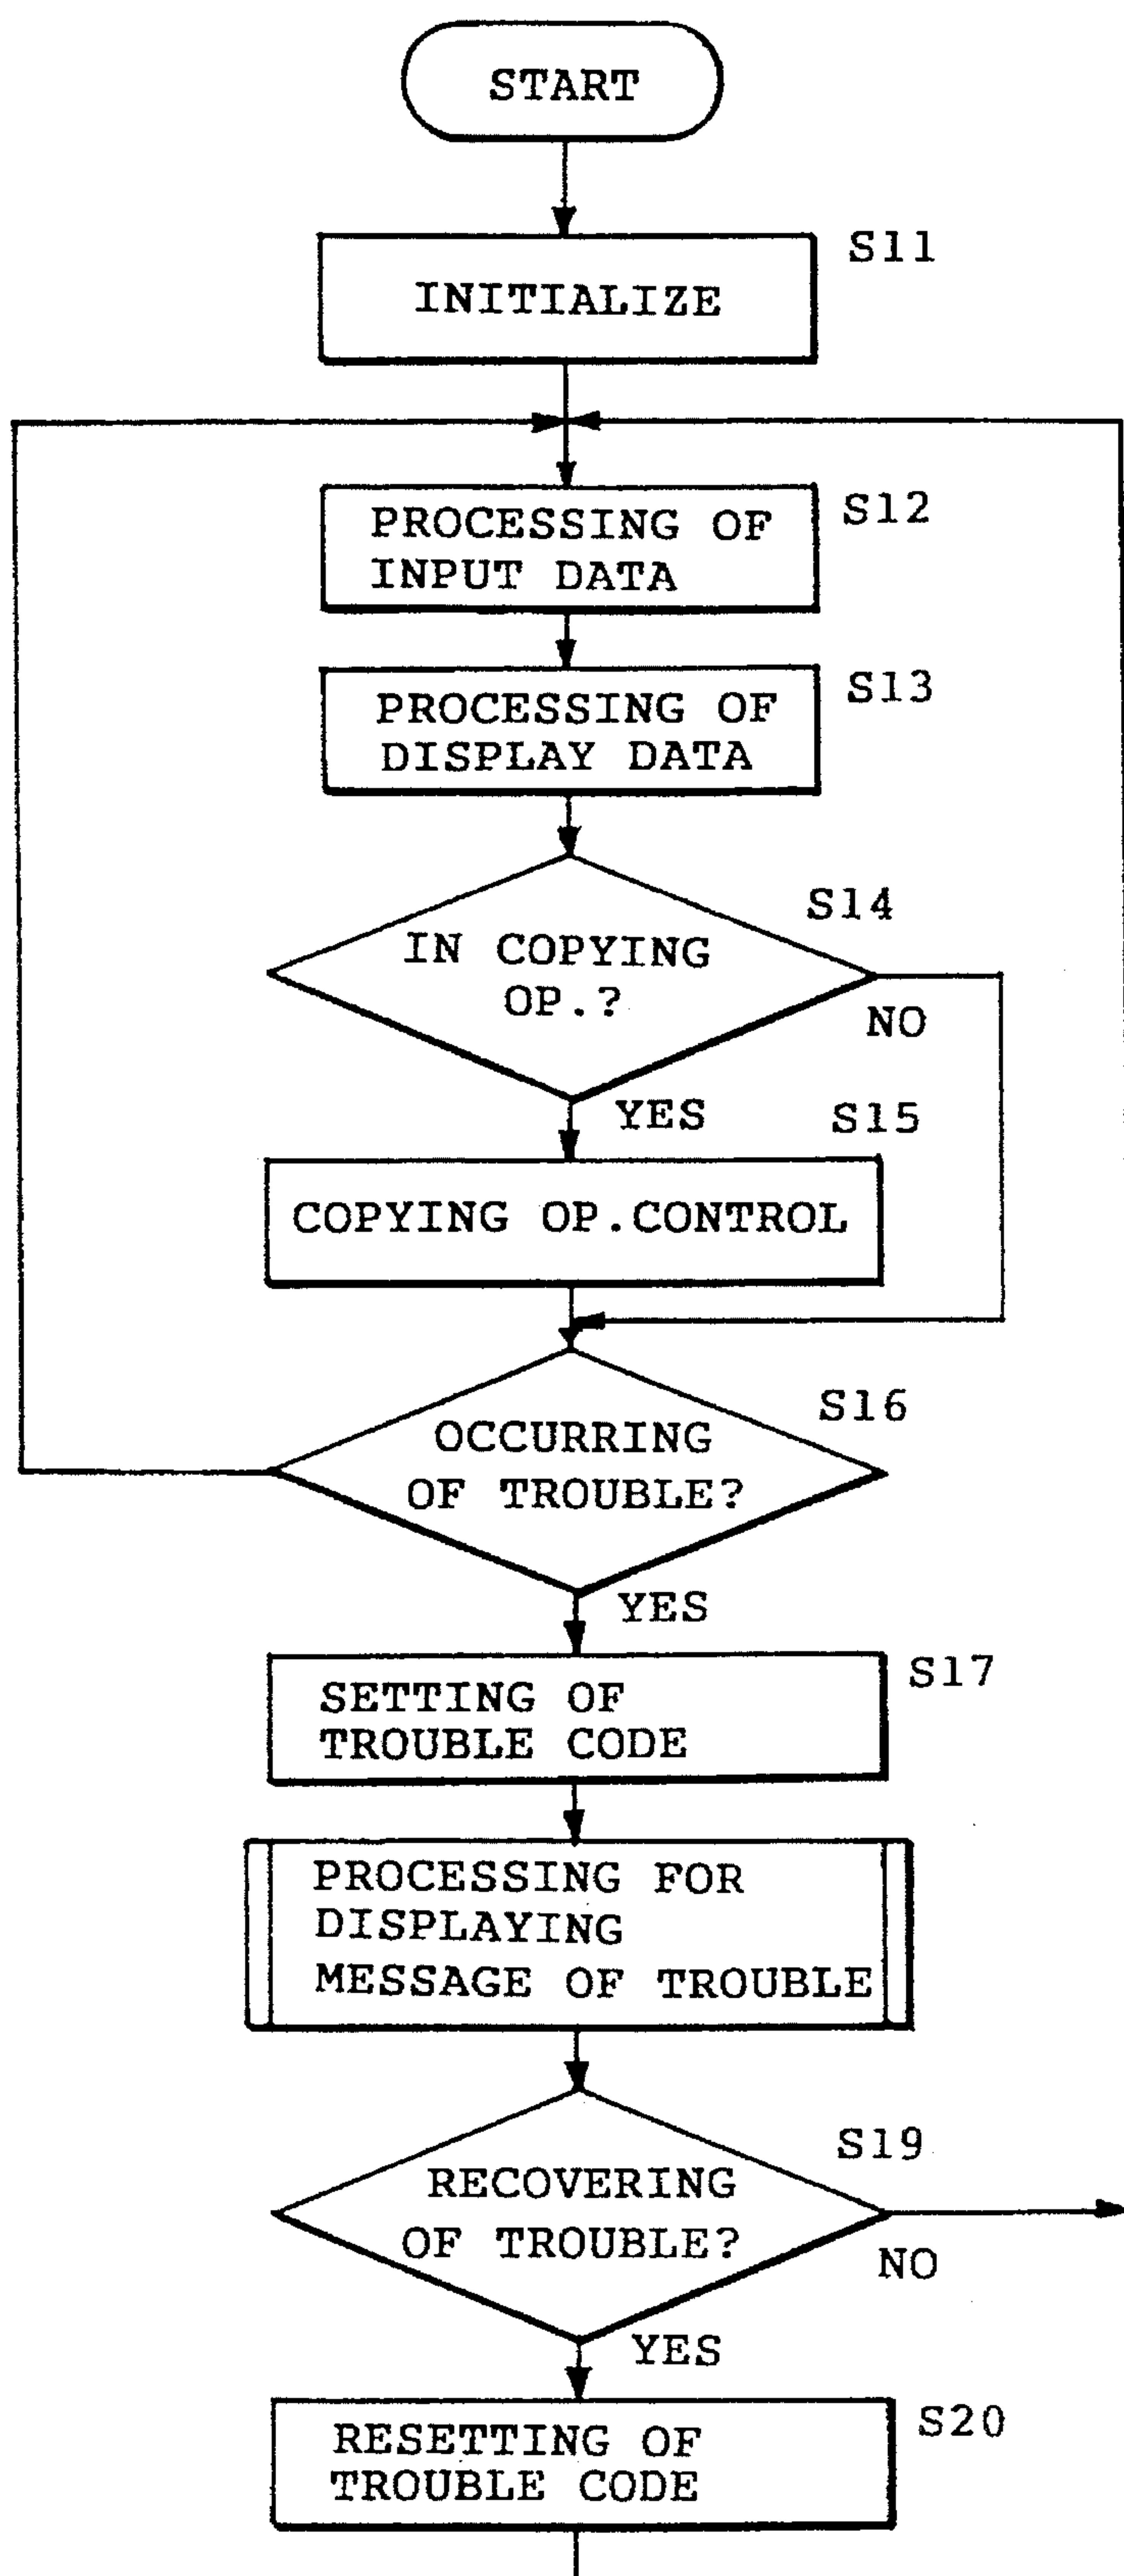 START
S11
INITIALIZE
S12
PROCESSING OF
INPUT DATA
S13
PROCESSING OF
DISPLAY DATA
S14
IN COPYING
OP.?
NO
YES
S15
COPYING OP.CONTROL
S16
OCCURRING
OF TROUBLE?
YES
S17
SETTING OF
TROUBLE CODE
PROCESSING FOR
DISPLAYING
MESSAGE OF TROUBLE
S19
RECOVERING
OF TROUBLE?
NO
YES
S20
RESETTING OF
TROUBLE CODE